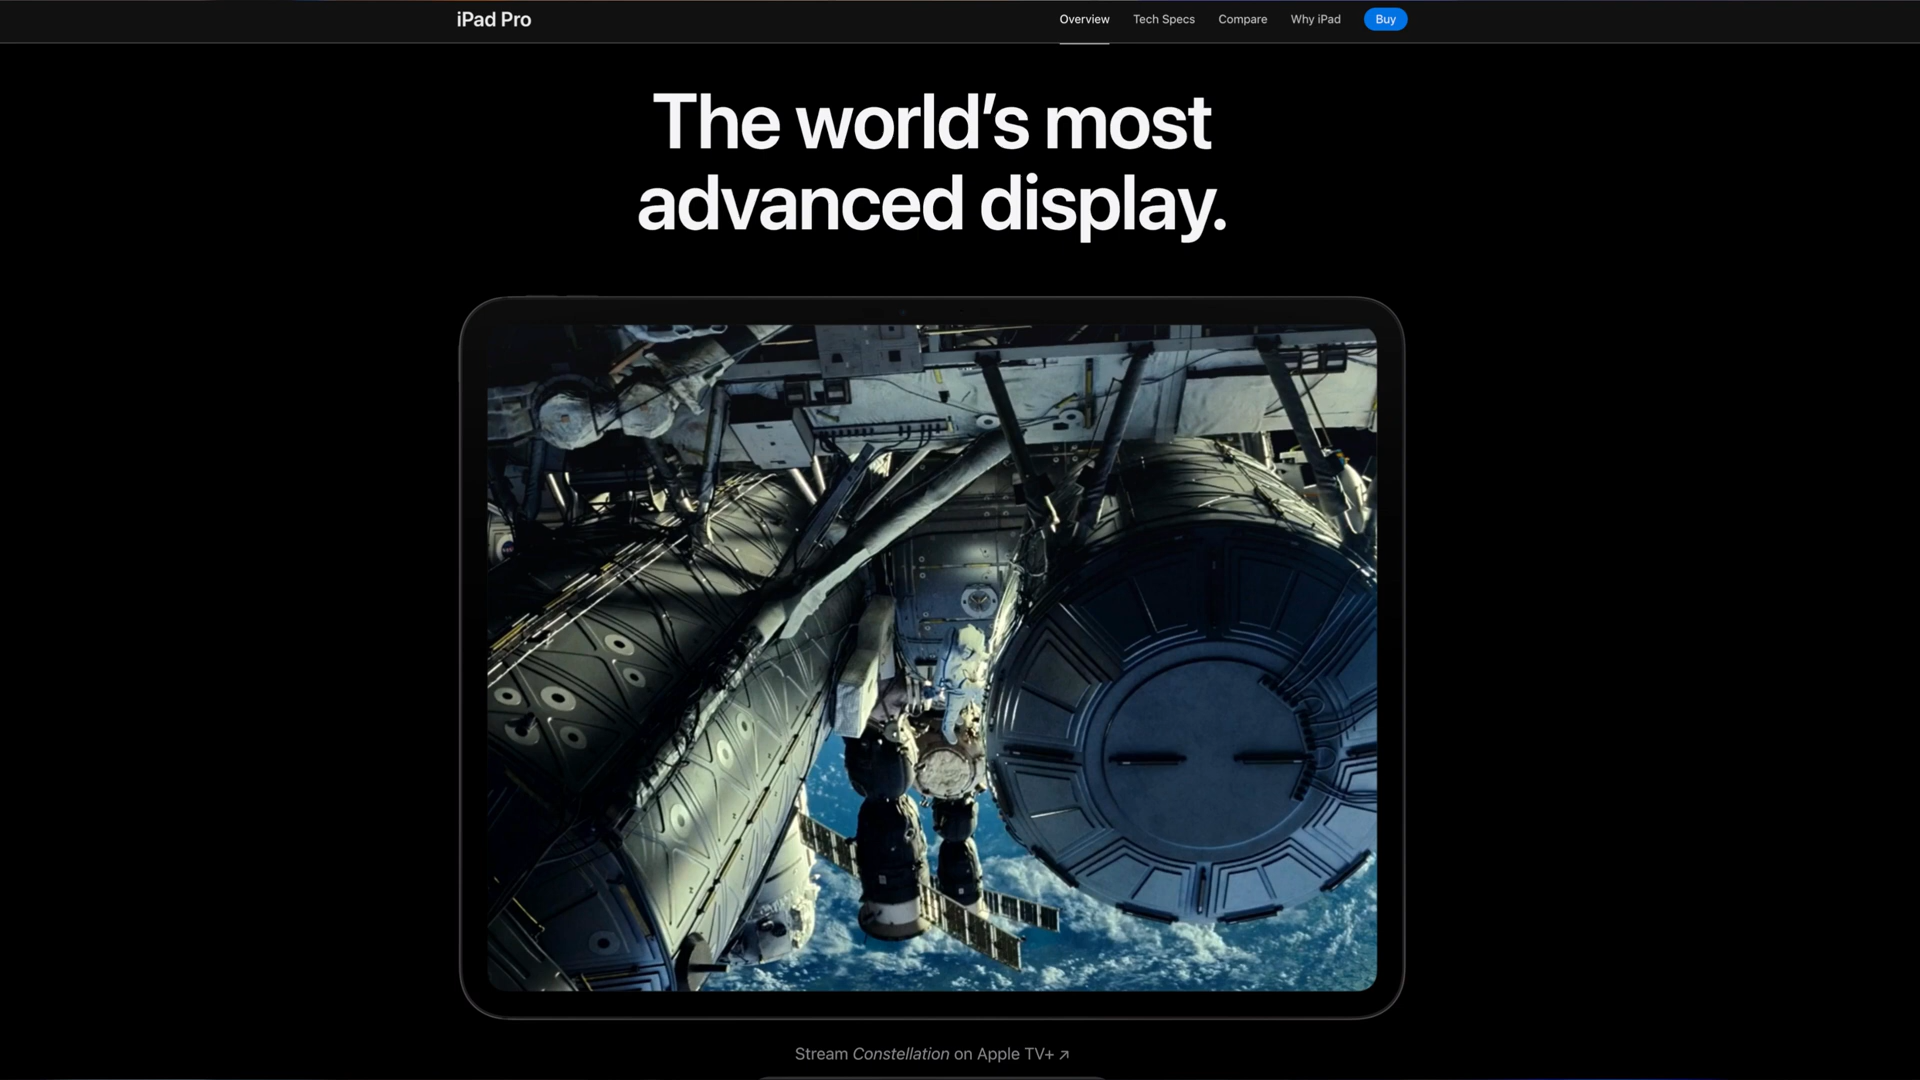 iPad Pro
Overview
Tech Specs
Compare
Why iPad
Buy
The world’s most
advanced display.
Stream Constellation on Apple TV+ ↗